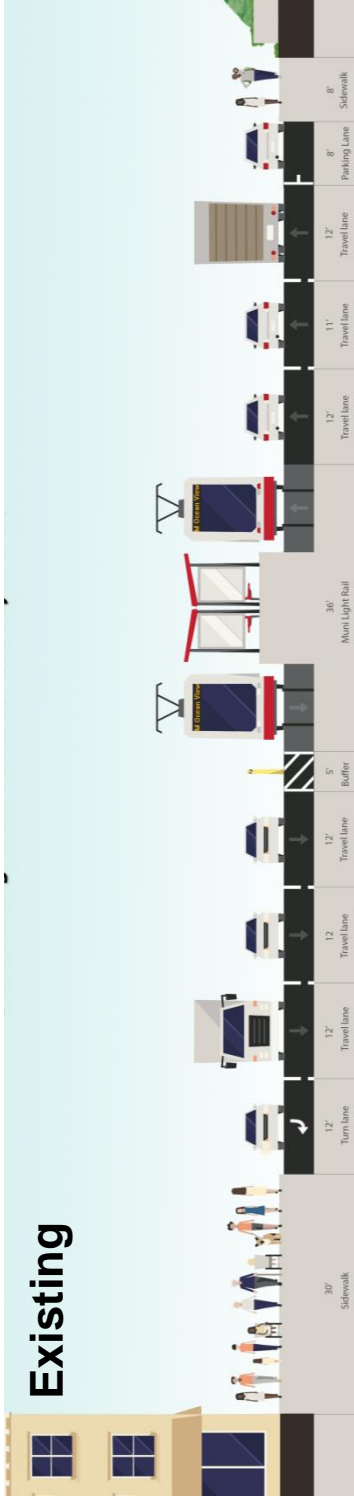 Existing
M Ocean View
M Ocean View
30'
Sidewalk
12'
Turn lane
12'
Travel lane
12
Travel lane
12'
Travel lane
5'
Buffer
36'
Muni Light Rail
12'
Travel lane
11'
Travel lane
12'
Travel lane
8'
Parking Lane
8'
Sidewalk